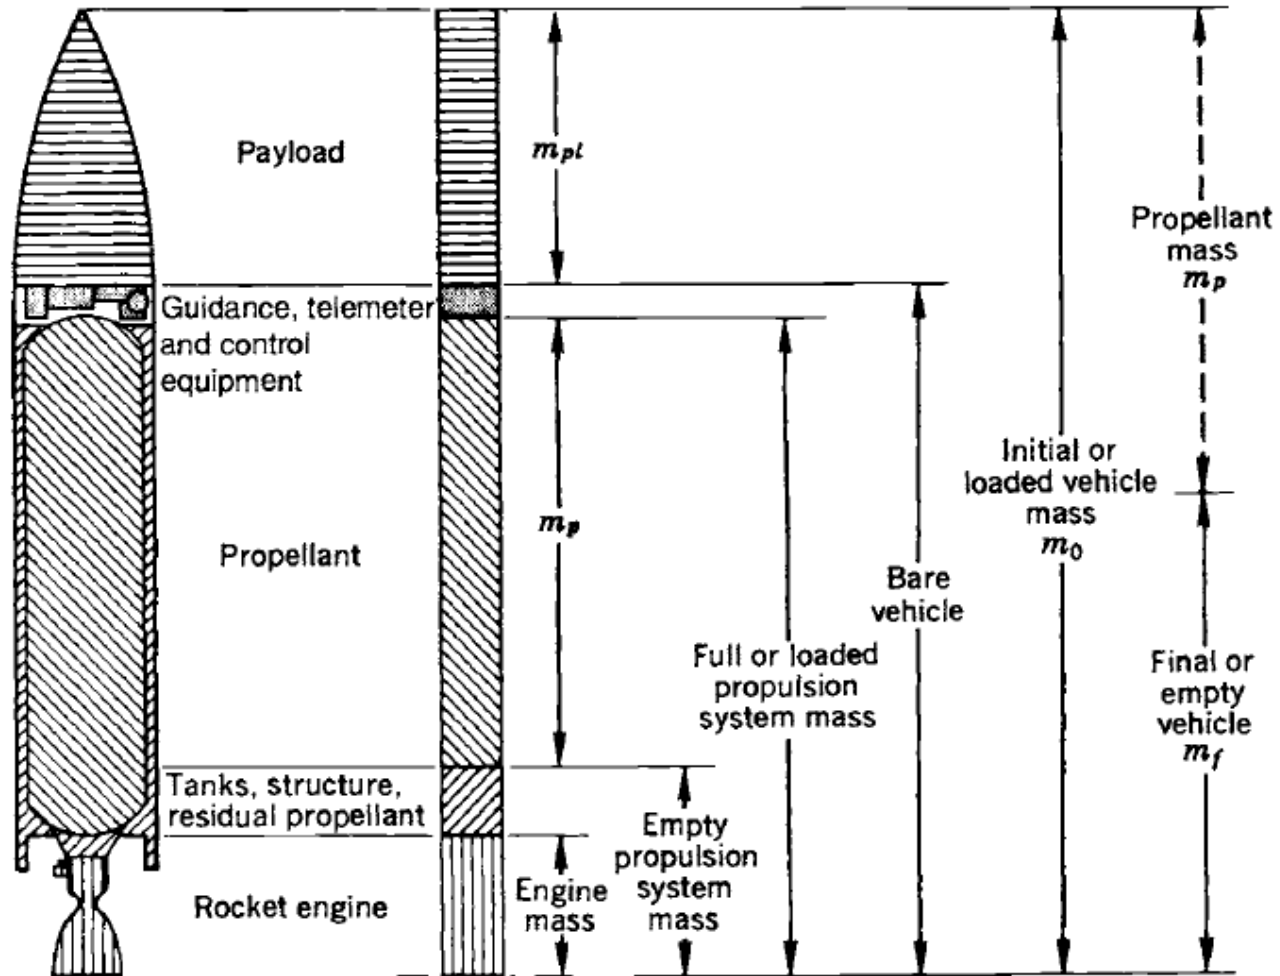 Payload
m_pl
Propellant
mass
m_p
Guidance, telemeter
and control
equipment
Initial or
loaded vehicle
mass
m_0
Propellant
m_p
Bare
vehicle
Full or loaded
propulsion
system mass
Final or
empty
vehicle
m_f
Tanks, structure,
residual propellant
Empty
propulsion
system
mass
Rocket engine
Engine
mass